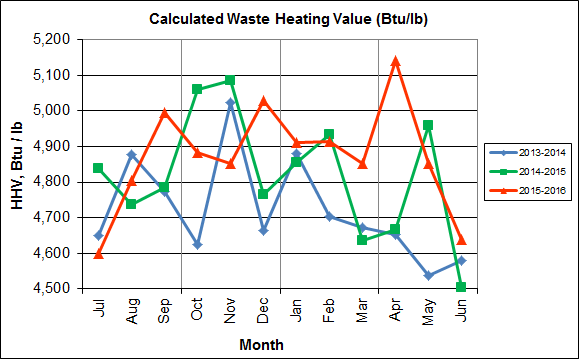 Calculated Waste Heating Value (Btu/lb)
HHV, Btu / lb
5,200
5,100
5,000
4,900
4,800
4,700
4,600
4,500
Jul Aug Sep Oct Nov Dec Jan Feb Mar Apr May Jun
Month
2013-2014
2014-2015
2015-2016